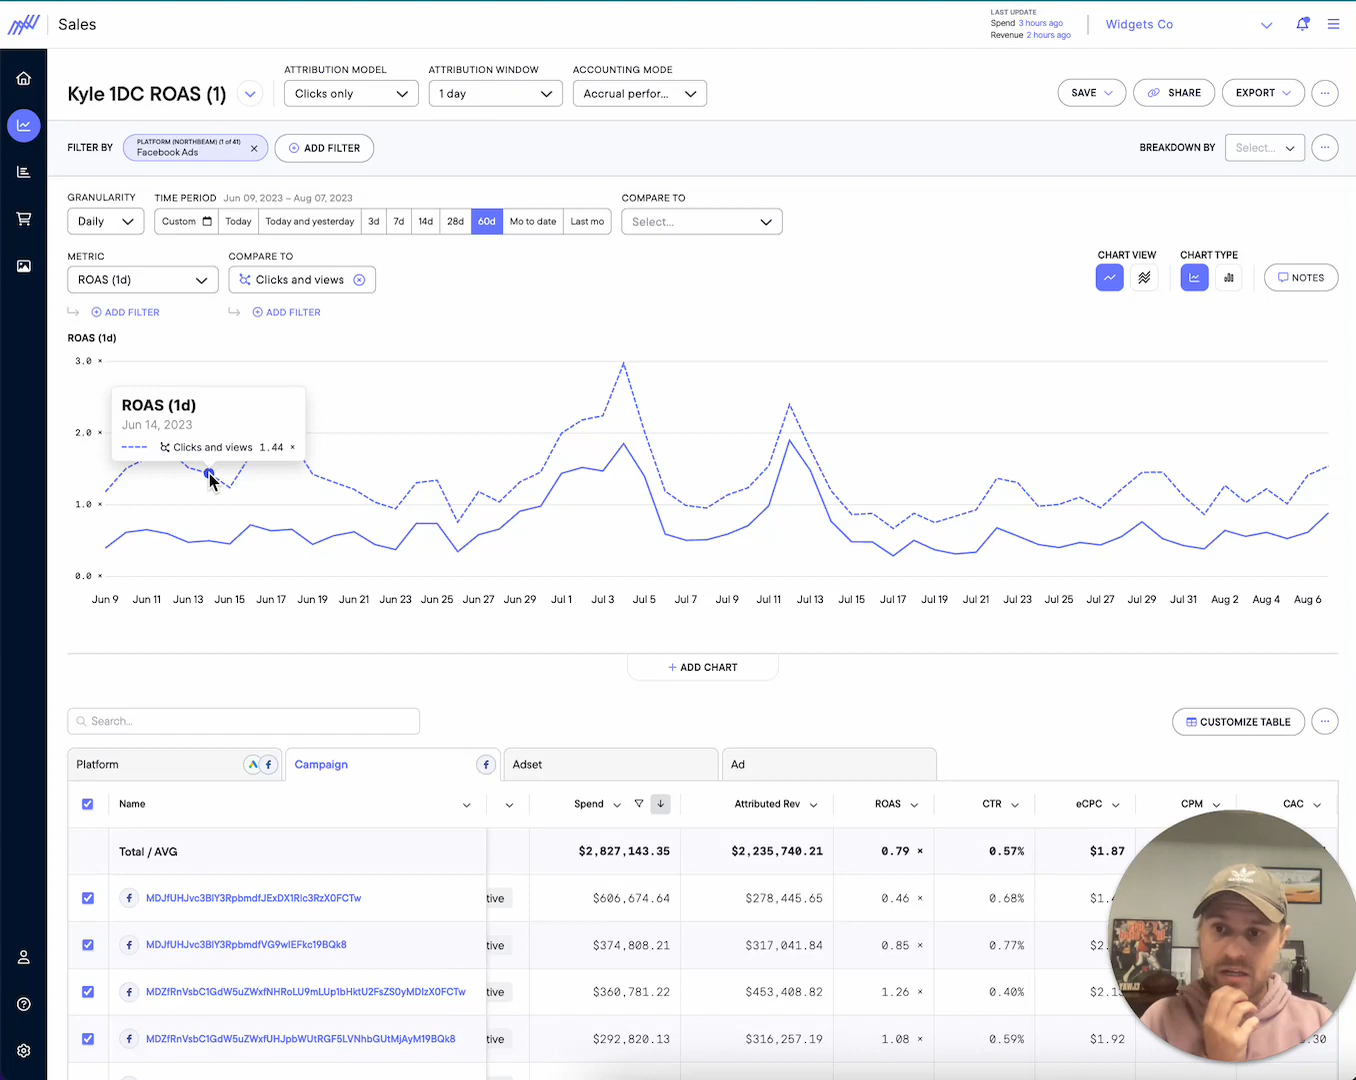 Sales
LAST UPDATE
Spend 3 hours ago
Revenue 2 hours ago
Widgets Co
Kyle 1DC ROAS (1)
ATTRIBUTION MODEL
Clicks only
ATTRIBUTION WINDOW
1 day
ACCOUNTING MODE
Accrual perfor...
SAVE
SHARE
EXPORT
FILTER BY
PLATFORM (NORTHBEAM) (1 of 41)
Facebook Ads
ADD FILTER
BREAKDOWN BY
Select...
GRANULARITY
Daily
TIME PERIOD Jun 09, 2023 – Aug 07, 2023
Custom Today Today and yesterday 3d 7d 14d 28d 60d Mo to date Last mo
COMPARE TO
Select...
METRIC
ROAS (1d)
COMPARE TO
Clicks and views
ADD FILTER
ADD FILTER
CHART VIEW
CHART TYPE
NOTES
ROAS (1d)
3.0 ×
2.0 ×
1.0 ×
0.0 ×
ROAS (1d)
Jun 14, 2023
Clicks and views 1.44 ×
Jun 9 Jun 11 Jun 13 Jun 15 Jun 17 Jun 19 Jun 21 Jun 23 Jun 25 Jun 27 Jun 29 Jul 1 Jul 3 Jul 5 Jul 7 Jul 9 Jul 11 Jul 13 Jul 15 Jul 17 Jul 19 Jul 21 Jul 23 Jul 25 Jul 27 Jul 29 Jul 31 Aug 2 Aug 4 Aug 6
+ ADD CHART
Search...
CUSTOMIZE TABLE
Platform Campaign Adset Ad
Name Spend Attributed Rev ROAS CTR eCPC CPM CAC
Total / AVG $2,827,143.35 $2,235,740.21 0.79 × 0.57% $1.87
tive $606,674.64 $278,445.65 0.46 × 0.68%
tive $374,808.21 $317,041.84 0.85 × 0.77%
tive $360,781.22 $453,408.82 1.26 × 0.40%
tive $292,820.13 $316,257.19 1.08 × 0.59% $1.92